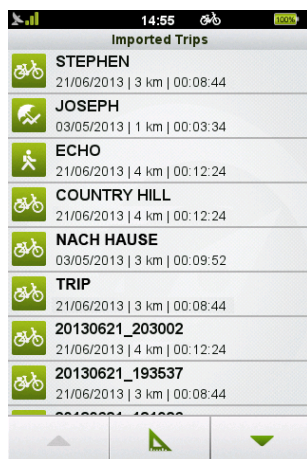 14:55 100%
Imported Trips
STEPHEN
21/06/2013 | 3 km | 00:08:44
JOSEPH
03/05/2013 | 1 km | 00:03:34
ECHO
21/06/2013 | 4 km | 00:12:24
COUNTRY HILL
21/06/2013 | 4 km | 00:12:24
NACH HAUSE
03/05/2013 | 3 km | 00:09:52
TRIP
21/06/2013 | 3 km | 00:08:44
20130621_203002
21/06/2013 | 4 km | 00:12:24
20130621_193537
21/06/2013 | 3 km | 00:08:44